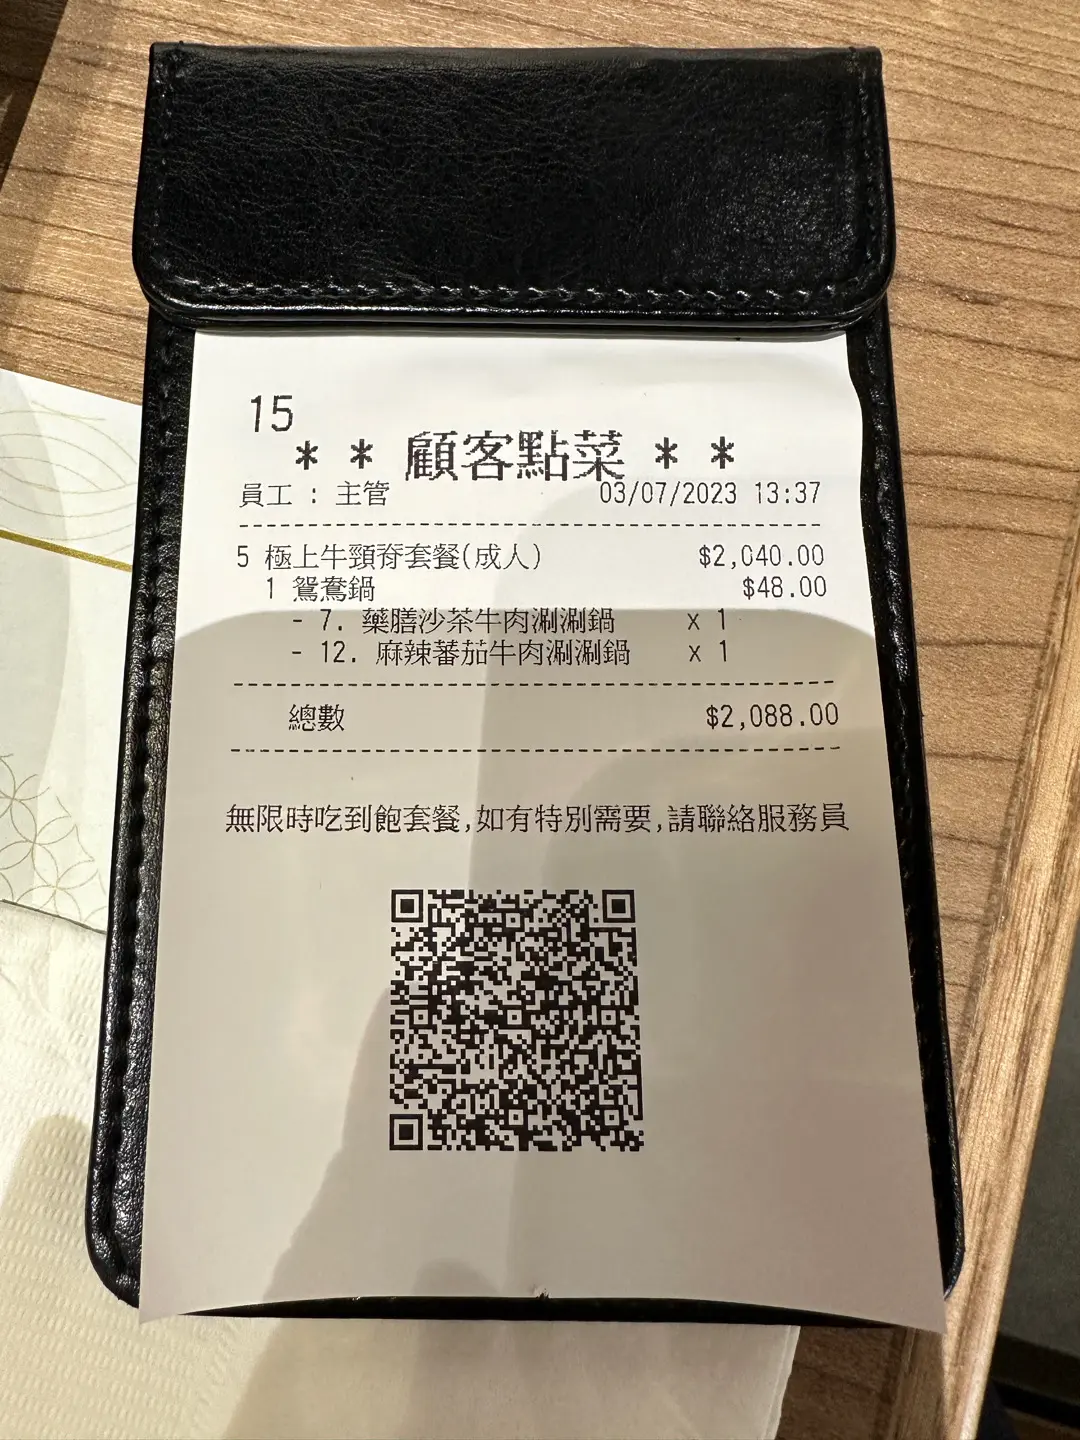 15
* * 顧客點菜 * *
員工 : 主管 03/07/2023 13:37
5 極上牛頸脊套餐(成人) $2,040.00
1 鴛鴦鍋 $48.00
- 7. 藥膳沙茶牛肉涮涮鍋 x 1
- 12. 麻辣蕃茄牛肉涮涮鍋 x 1
總數 $2,088.00
無限時吃到飽套餐,如有特別需要,請聯絡服務員